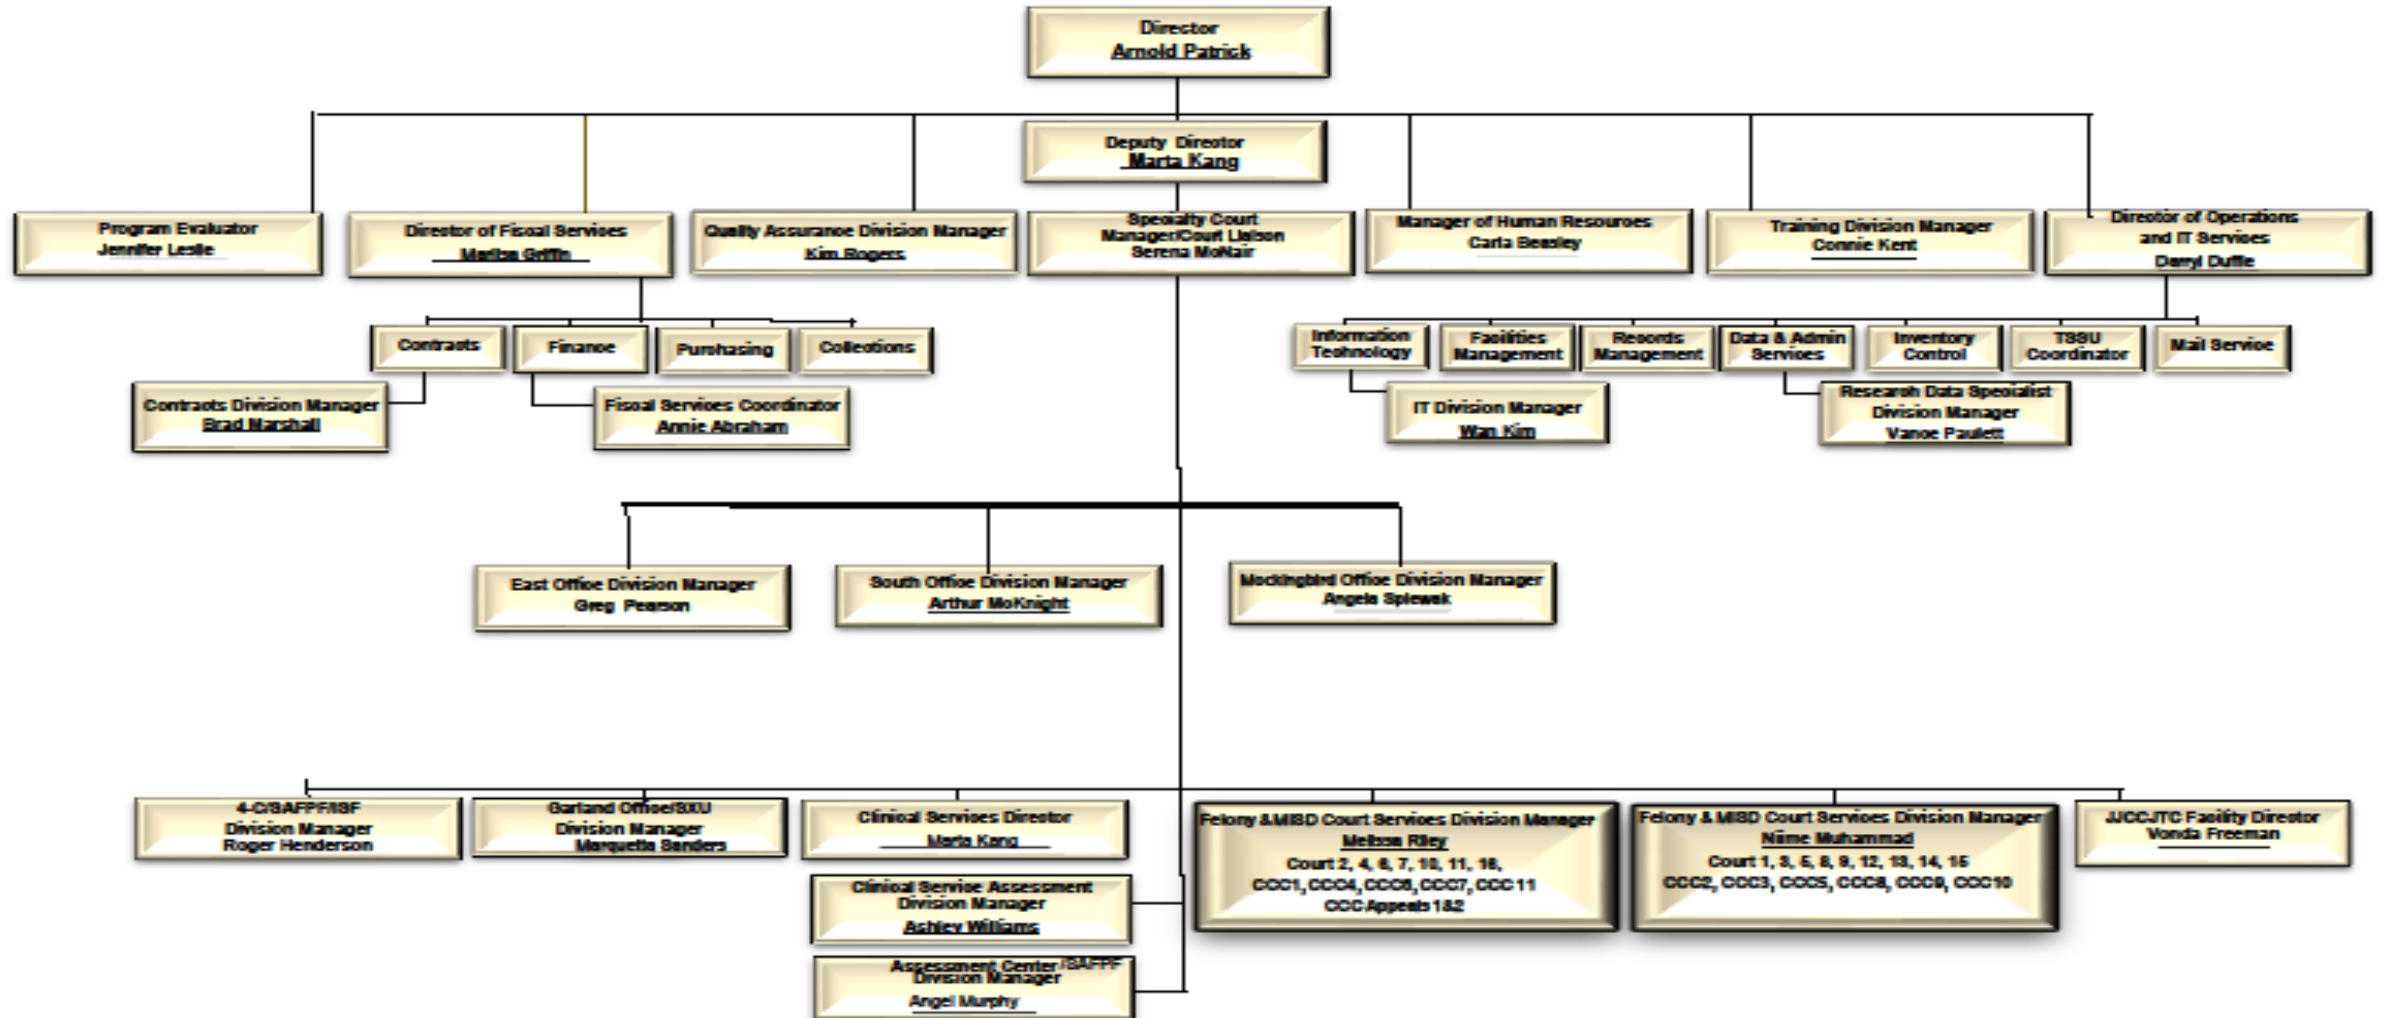 Director
Arnold Patrick
Deputy Director
Marta Kang
Program Evaluator
Jennifer Leslie
Director of Fiscal Services
Marlisa Griffin
Quality Assurance Division Manager
Kim Rogers
Specialty Court
Manager/Court Liaison
Serena McNair
Manager of Human Resources
Carla Beasley
Training Division Manager
Connie Kent
Director of Operations
and IT Services
Darryl Duffie
Contracts
Finance
Purchasing
Collections
Information
Technology
Facilities
Management
Records
Management
Data & Admin
Services
Inventory
Control
TSSU
Coordinator
Mail Service
Contracts Division Manager
Brad Marshall
Fiscal Services Coordinator
Annie Abraham
IT Division Manager
Wan Kim
Research Data Specialist
Division Manager
Vance Paulett
East Office Division Manager
Greg Pearson
South Office Division Manager
Arthur McKnight
Mockingbird Office Division Manager
Angela Splewak
4-C/SAFPF/ISF
Division Manager
Roger Henderson
Garland Office/SXU
Division Manager
Marquetta Sanders
Clinical Services Director
Marta Kang
Felony & MISD Court Services Division Manager
Melissa Riley
Court 2, 4, 6, 7, 10, 11, 16,
CCC1, CCC4, CCC6, CCC7, CCC 11
CCC Appeals 1&2
Felony & MISD Court Services Division Manager
Niime Muhammad
Court 1, 3, 5, 8, 9, 12, 13, 14, 15
CCC2, CCC3, CCC5, CCC8, CCC9, CCC10
JJCCJTC Facility Director
Vonda Freeman
Clinical Service Assessment
Division Manager
Ashley Williams
Assessment Center /SAFPF
Division Manager
Angel Murphy